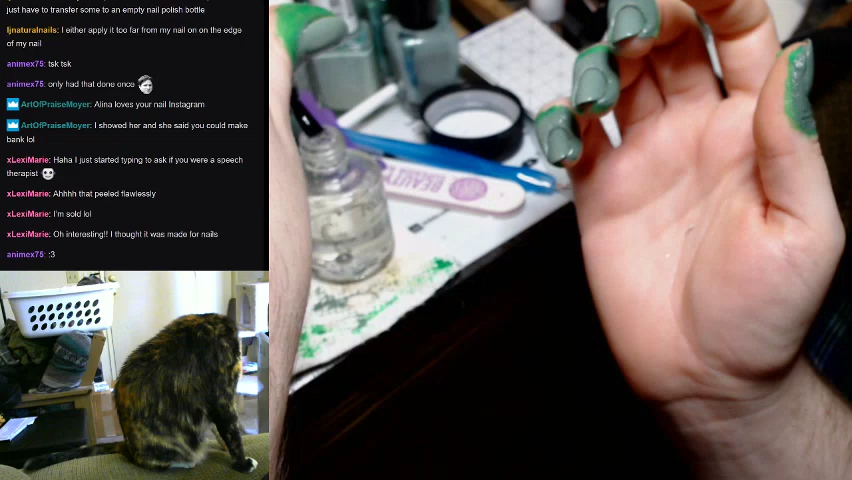 just have to transfer some to an empty nail polish bottle
ljnaturalnails: I either apply it too far from my nail on on the edge
of my nail
animex75: tsk tsk
animex75: only had that done once
ArtOfPraiseMoyer: Alina loves your nail Instagram
ArtOfPraiseMoyer: I showed her and she said you could make
bank lol
xLexiMarie: Haha I just started typing to ask if you were a speech
therapist
xLexiMarie: Ahhhh that peeled flawlessly
xLexiMarie: I'm sold lol
xLexiMarie: Oh interesting!! I thought it was made for nails
animex75: :3
BEAUTY